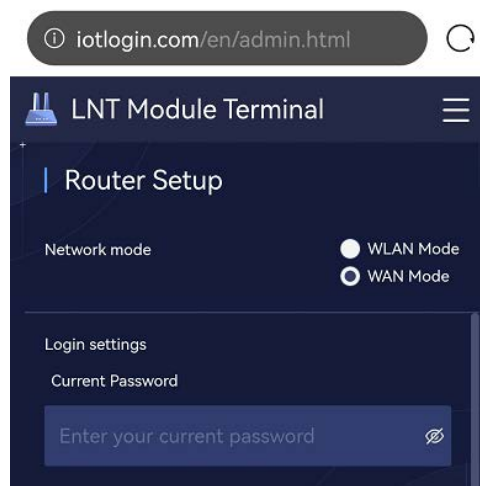 iotlogin.com/en/admin.html
LNT Module Terminal
Router Setup
Network mode
WLAN Mode
WAN Mode
Login settings
Current Password
Enter your current password